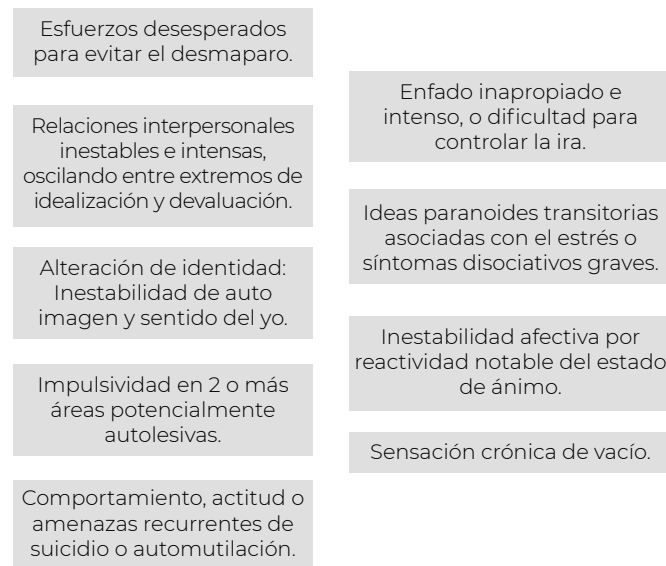 Esfuerzos desesperados
para evitar el desmaparo.
Relaciones interpersonales
inestables e intensas,
oscilando entre extremos de
idealización y devaluación.
Alteración de identidad:
Inestabilidad de auto
imagen y sentido del yo.
Impulsividad en 2 o más
áreas potencialmente
autolesivas.
Comportamiento, actitud o
amenazas recurrentes de
suicidio o automutilación.
Enfado inapropiado e
intenso, o dificultad para
controlar la ira.
Ideas paranoides transitorias
asociadas con el estrés o
síntomas disociativos graves.
Inestabilidad afectiva por
reactividad notable del estado
de ánimo.
Sensación crónica de vacío.